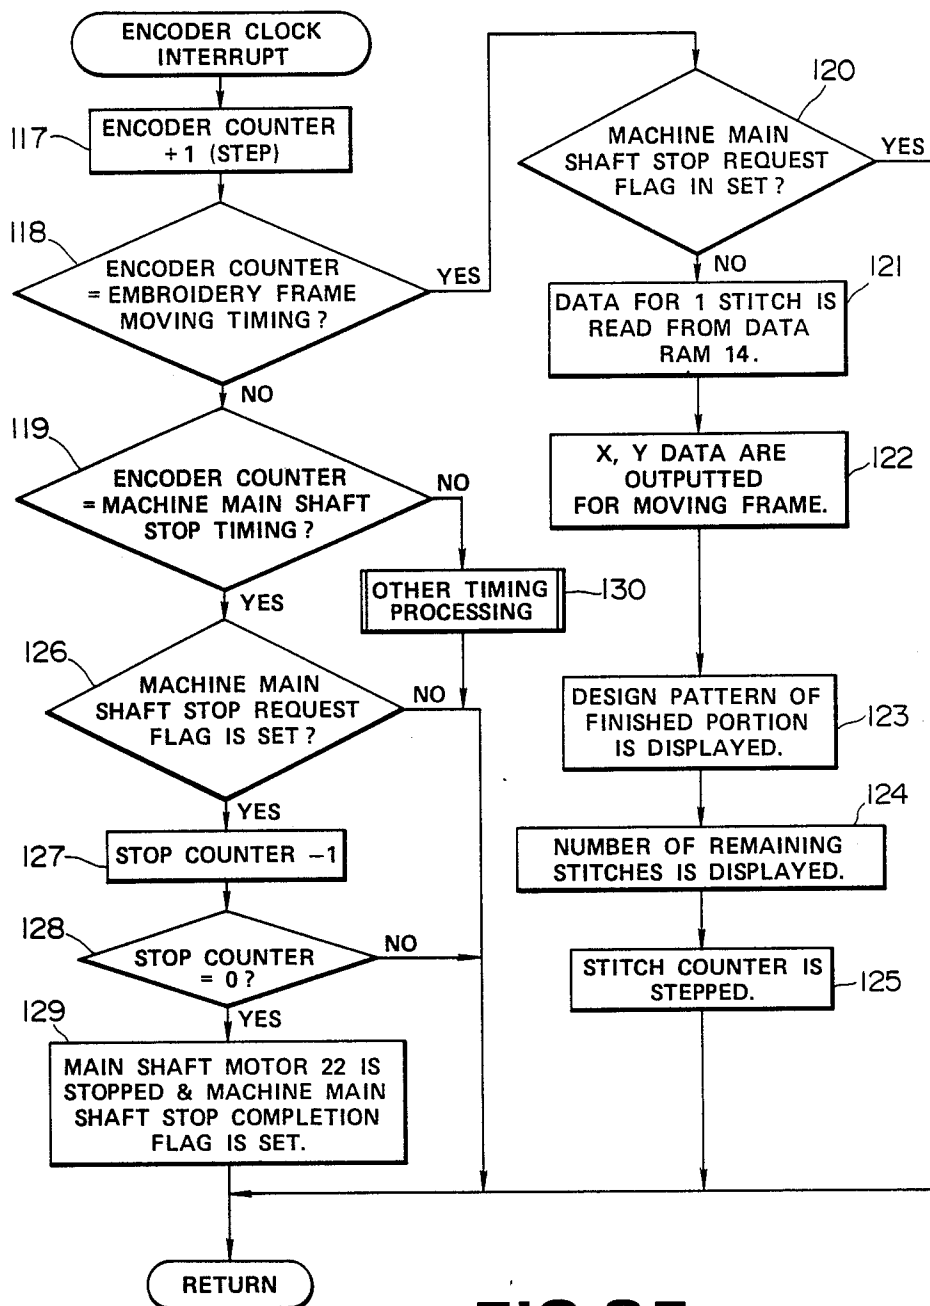 ENCODER CLOCK
INTERRUPT
117
ENCODER COUNTER
+1 (STEP)
118
ENCODER COUNTER
= EMBROIDERY FRAME
MOVING TIMING ?
YES
NO
119
ENCODER COUNTER
= MACHINE MAIN SHAFT
STOP TIMING ?
NO
YES
OTHER TIMING
PROCESSING
130
126
MACHINE MAIN
SHAFT STOP REQUEST
FLAG IS SET ?
NO
YES
127
STOP COUNTER -1
128
STOP COUNTER
= 0 ?
NO
YES
129
MAIN SHAFT MOTOR 22 IS
STOPPED & MACHINE MAIN
SHAFT STOP COMPLETION
FLAG IS SET.
RETURN
120
MACHINE MAIN
SHAFT STOP REQUEST
FLAG IN SET ?
YES
NO
121
DATA FOR 1 STITCH IS
READ FROM DATA
RAM 14.
X, Y DATA ARE
OUTPUTTED
FOR MOVING FRAME.
122
DESIGN PATTERN OF
FINISHED PORTION
IS DISPLAYED.
123
124
NUMBER OF REMAINING
STITCHES IS DISPLAYED.
STITCH COUNTER IS
STEPPED.
125